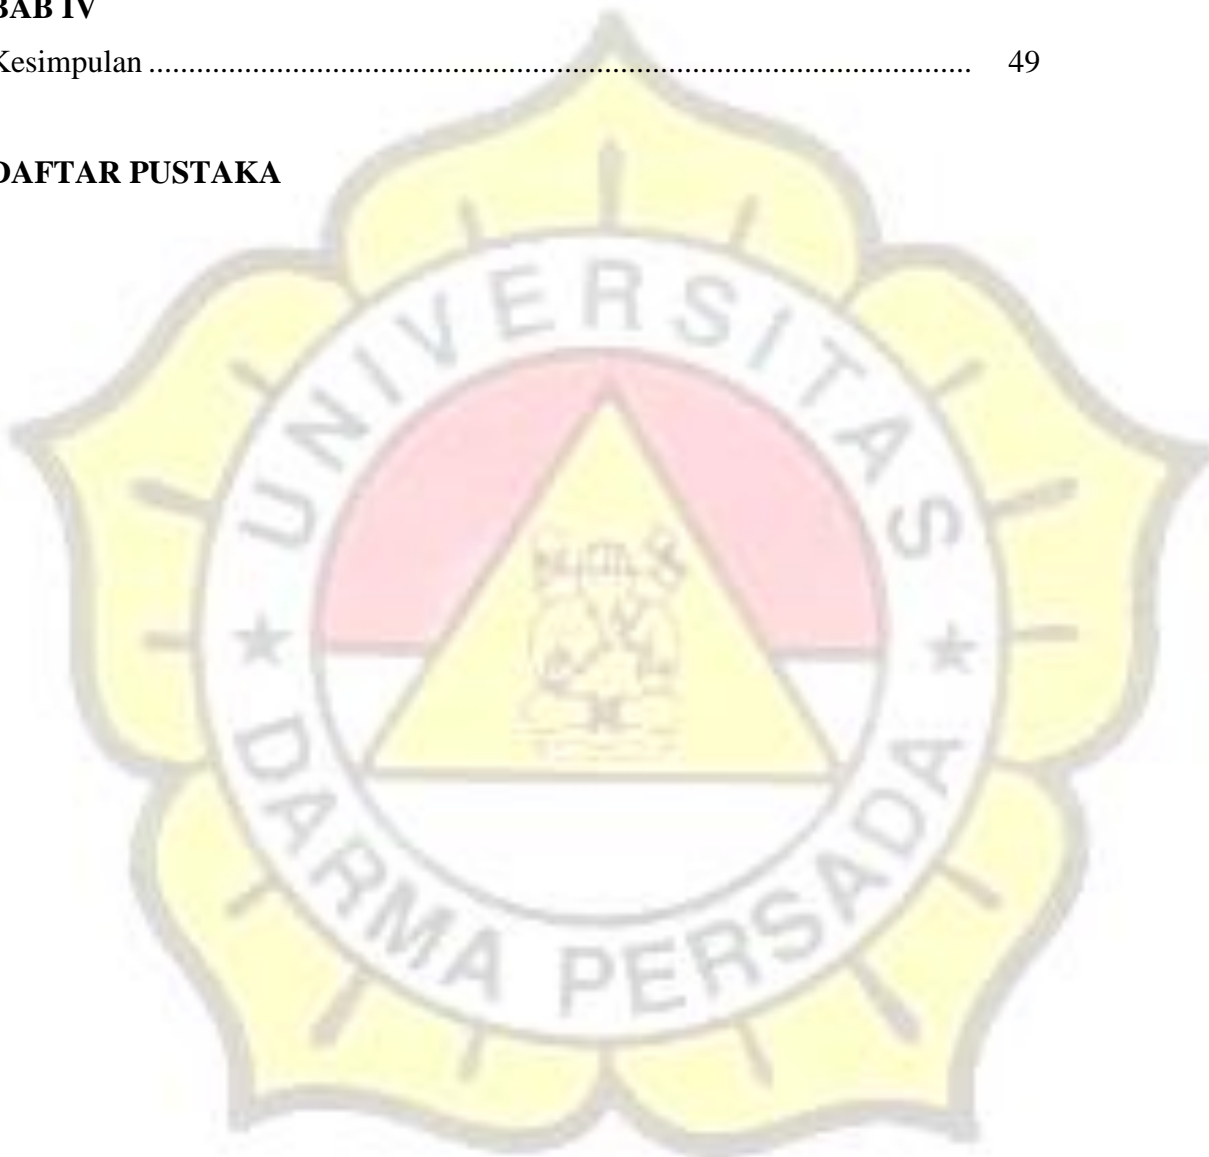 BAB IV
Kesimpulan ....................................................................................................... 49
DAFTAR PUSTAKA
UNIVERSITAS
★ DARMA PERSADA ★